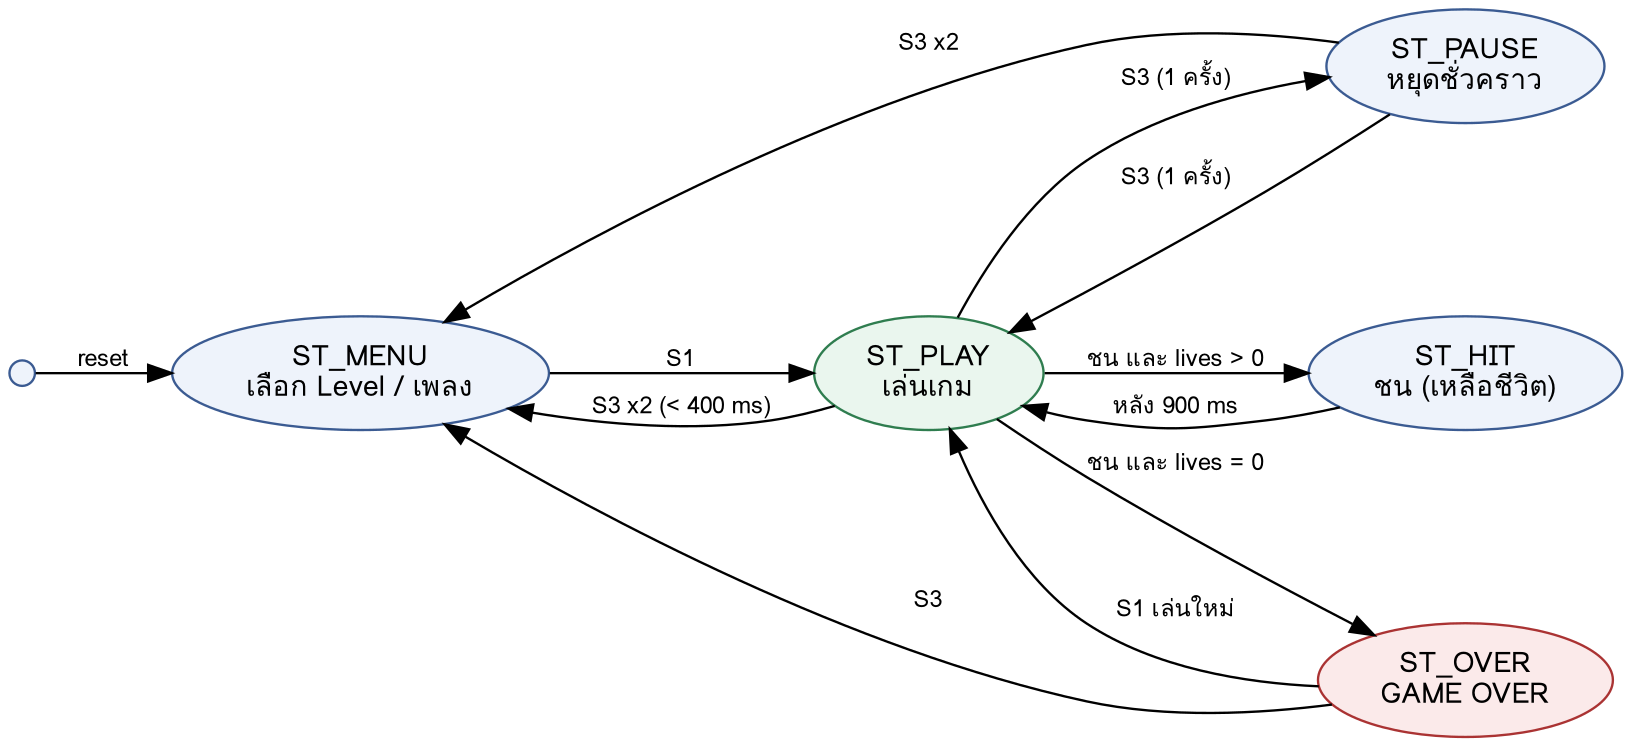 S3 x2
S3 (1 ครั้ง)
ST_PAUSE
หยุดชั่วคราว
S3 (1 ครั้ง)
reset
ST_MENU
เลือก Level / เพลง
S1
S3 x2 (< 400 ms)
ST_PLAY
เล่นเกม
ชน และ lives > 0
หลัง 900 ms
ST_HIT
ชน (เหลือชีวิต)
ชน และ lives = 0
S3
S1 เล่นใหม่
ST_OVER
GAME OVER